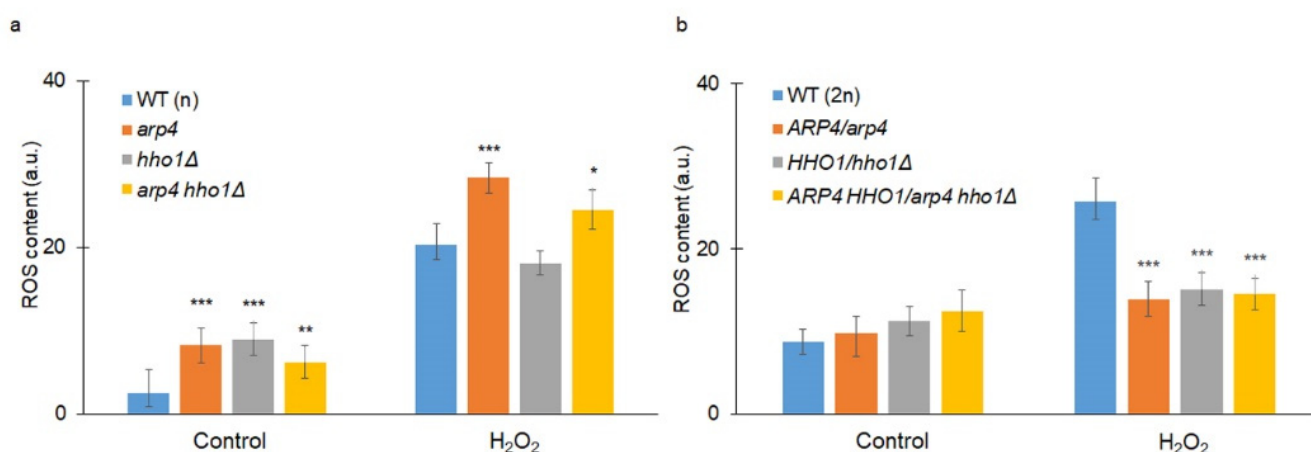 a
40
20
0
ROS content (a.u.)
WT (n)
arp4
hho1Δ
arp4 hho1Δ
***
***
**
***
*
Control
H₂O₂
b
40
20
0
ROS content (a.u.)
WT (2n)
ARP4/arp4
HHO1/hho1Δ
ARP4 HHO1/arp4 hho1Δ
***
***
***
Control
H₂O₂